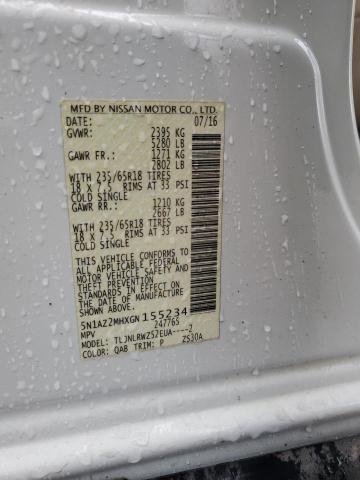 MFD BY NISSAN MOTOR CO., LTD.
DATE: 07/16
GVWR: 2395 KG
5280 LB
GAWR FR.: 1271 KG
2802 LB
WITH 235/65R18 TIRES
18 X 7.5 RIMS AT 33 PSI
COLD SINGLE
GAWR RR.: 1210 KG
2667 LB
WITH 235/65R18 TIRES
18 X 7.5 RIMS AT 33 PSI
COLD SINGLE
THIS VEHICLE CONFORMS TO
ALL APPLICABLE FEDERAL
MOTOR VEHICLE SAFETY AND
THEFT PREVENTION
STANDARDS IN EFFECT ON
THE DATE OF MANUFACTURE
SHOWN ABOVE.
5N1AZ2MHXGN155234
MPV 247765
MODEL: TLJNLRWZ52EUA----2
COLOR: QAB TRIM: P ZS30A